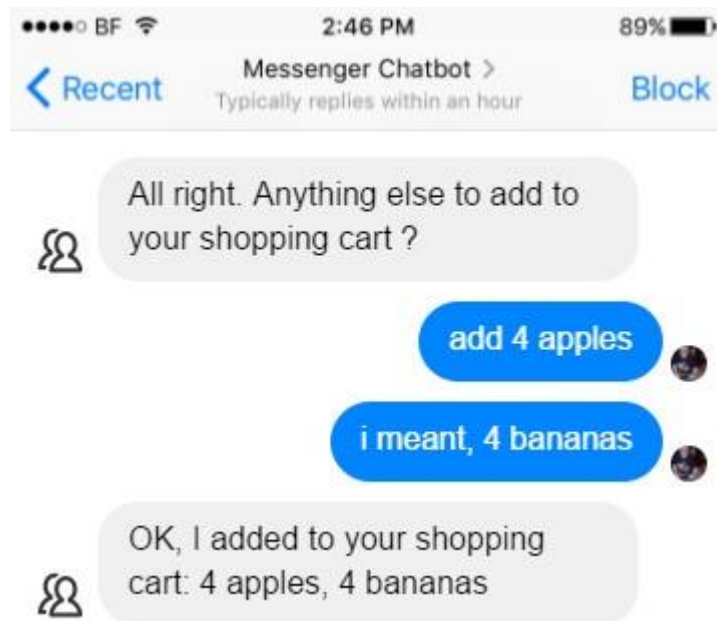 BF 2:46 PM 89%
Recent Messenger Chatbot > Block
Typically replies within an hour
All right. Anything else to add to
your shopping cart ?
add 4 apples
i meant, 4 bananas
OK, I added to your shopping
cart: 4 apples, 4 bananas